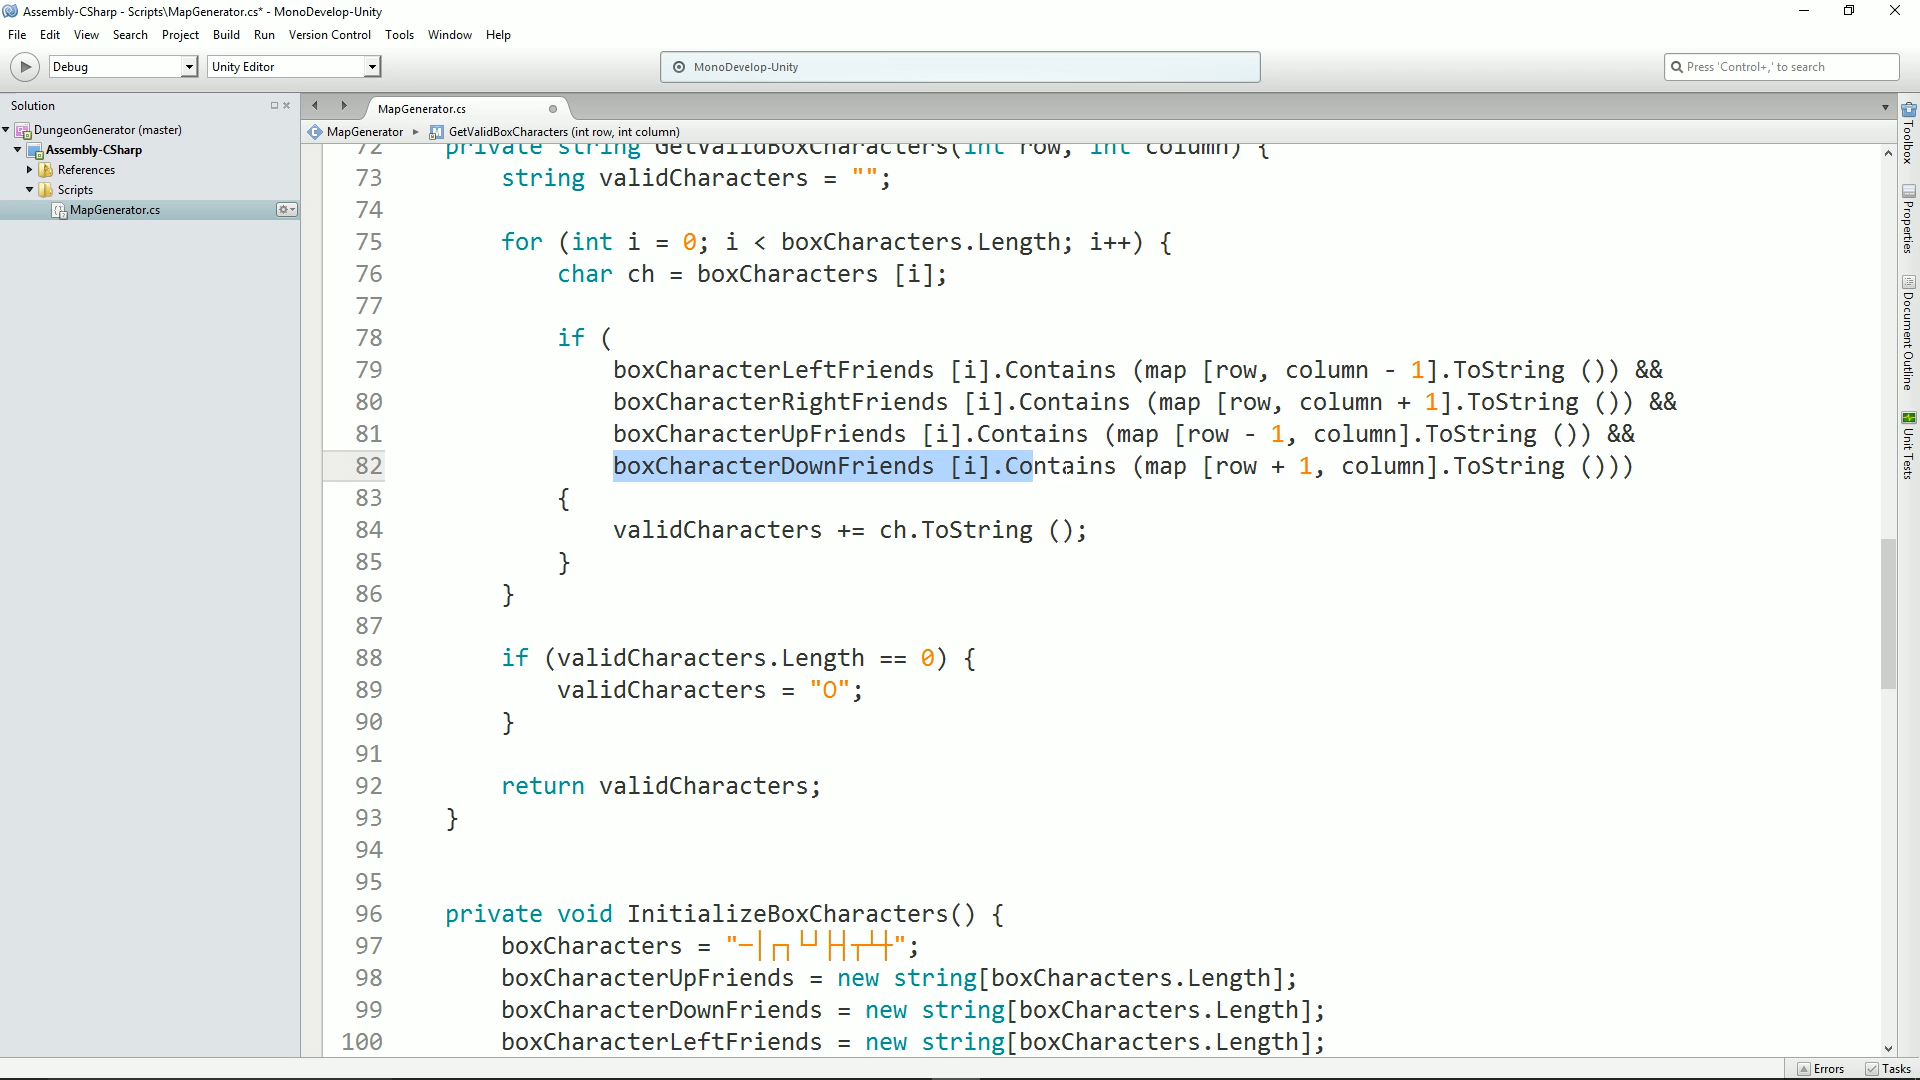 Assembly-CSharp - Scripts\MapGenerator.cs* - MonoDevelop-Unity
File Edit View Search Project Build Run Version Control Tools Window Help
Debug Unity Editor MonoDevelop-Unity Press 'Control+,' to search
Solution
DungeonGenerator (master)
Assembly-CSharp
References
Scripts
MapGenerator.cs
MapGenerator.cs
MapGenerator GetValidBoxCharacters (int row, int column)
72 private string GetValidBoxCharacters(int row, int column) {
73 string validCharacters = "";
74
75 for (int i = 0; i < boxCharacters.Length; i++) {
76 char ch = boxCharacters [i];
77
78 if (
79 boxCharacterLeftFriends [i].Contains (map [row, column - 1].ToString ()) &&
80 boxCharacterRightFriends [i].Contains (map [row, column + 1].ToString ()) &&
81 boxCharacterUpFriends [i].Contains (map [row - 1, column].ToString ()) &&
82 boxCharacterDownFriends [i].Contains (map [row + 1, column].ToString ()))
83 {
84 validCharacters += ch.ToString ();
85 }
86 }
87
88 if (validCharacters.Length == 0) {
89 validCharacters = "O";
90 }
91
92 return validCharacters;
93 }
94
95
96 private void InitializeBoxCharacters() {
97 boxCharacters = "─│┌┐└┘├┤┬┴┼";
98 boxCharacterUpFriends = new string[boxCharacters.Length];
99 boxCharacterDownFriends = new string[boxCharacters.Length];
100 boxCharacterLeftFriends = new string[boxCharacters.Length];
Toolbox
Properties
Document Outline
Unit Tests
Errors Tasks